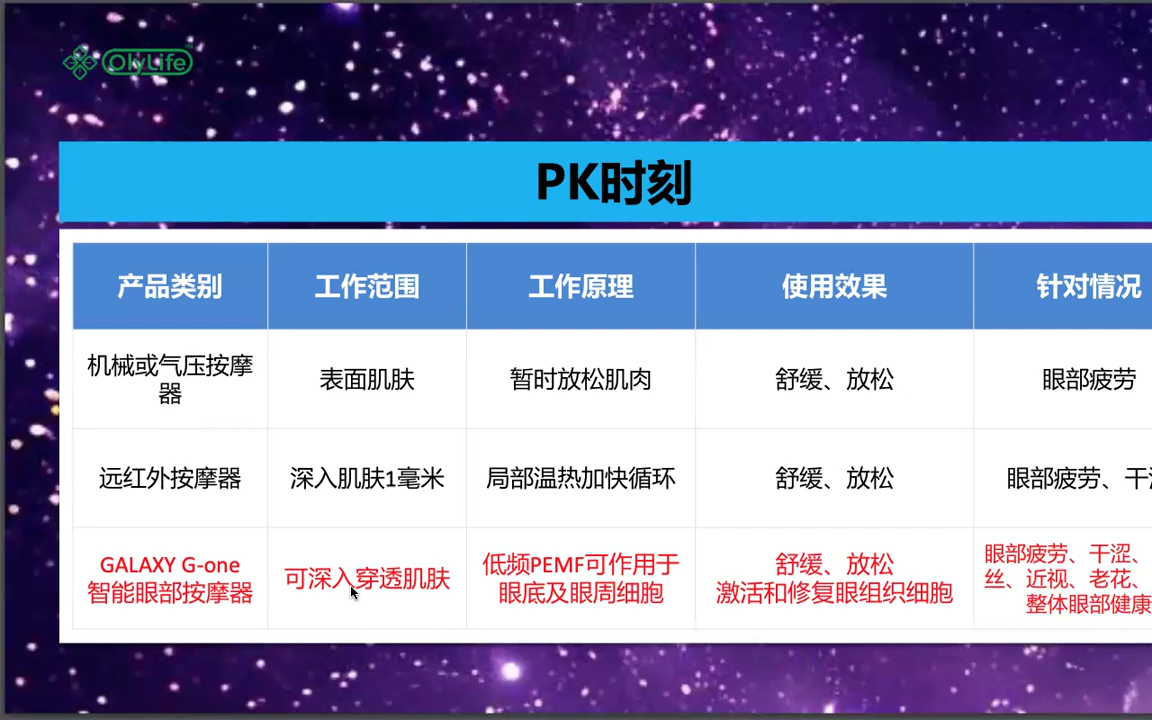 OlyLife™
PK时刻
产品类别
工作范围
工作原理
使用效果
针对情况
机械或气压按摩
器
表面肌肤
暂时放松肌肉
舒缓、放松
眼部疲劳
远红外按摩器
深入肌肤1毫米
局部温热加快循环
舒缓、放松
眼部疲劳、干
GALAXY G-one
智能眼部按摩器
可深入穿透肌肤
低频PEMF可作用于
眼底及眼周细胞
舒缓、放松
激活和修复眼组织细胞
眼部疲劳、干涩、
丝、近视、老花、
整体眼部健康